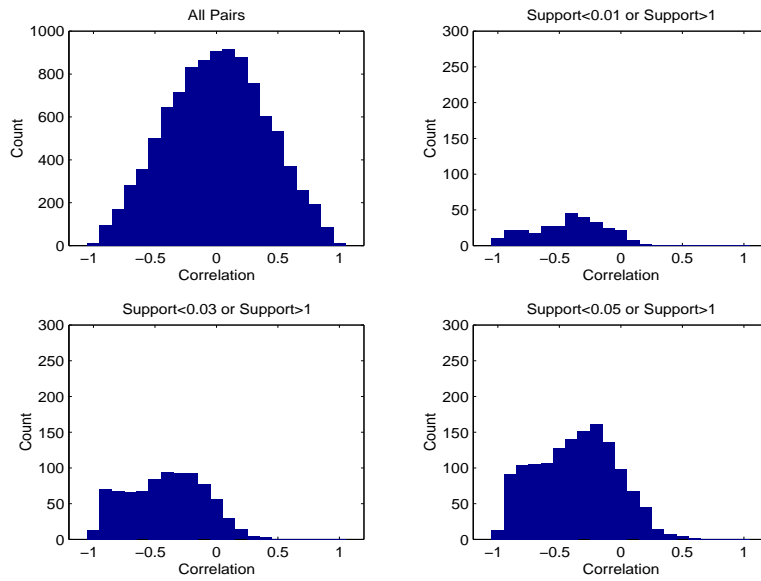 All Pairs
1000
800
600
400
200
0
Count
−1 −0.5 0 0.5 1
Correlation
Support<0.01 or Support>1
300
250
200
150
100
50
0
Count
−1 −0.5 0 0.5 1
Correlation
Support<0.03 or Support>1
300
250
200
150
100
50
0
Count
−1 −0.5 0 0.5 1
Correlation
Support<0.05 or Support>1
300
250
200
150
100
50
0
Count
−1 −0.5 0 0.5 1
Correlation